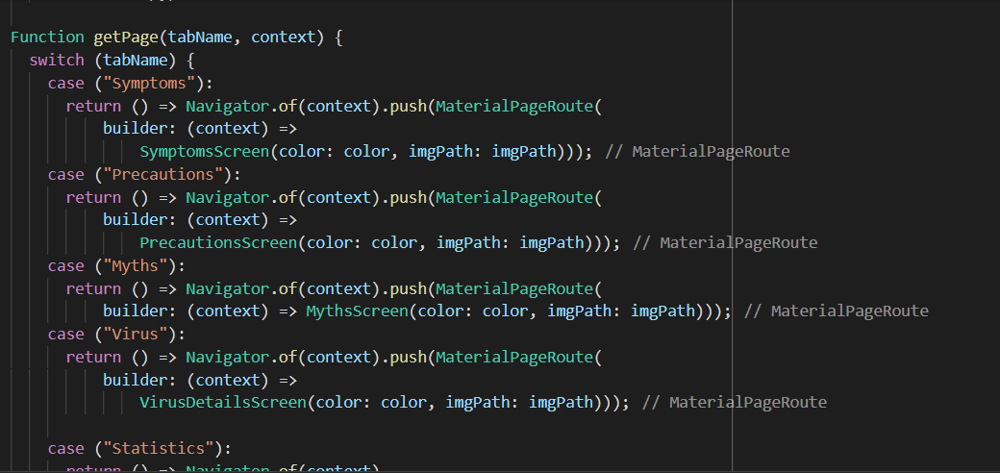 Function getPage(tabName, context) {
switch (tabName) {
case ("Symptoms"):
return () => Navigator.of(context).push(MaterialPageRoute(
builder: (context) =>
SymptomsScreen(color: color, imgPath: imgPath))); // MaterialPageRoute
case ("Precautions"):
return () => Navigator.of(context).push(MaterialPageRoute(
builder: (context) =>
PrecautionsScreen(color: color, imgPath: imgPath))); // MaterialPageRoute
case ("Myths"):
return () => Navigator.of(context).push(MaterialPageRoute(
builder: (context) => MythsScreen(color: color, imgPath: imgPath))); // MaterialPageRoute
case ("Virus"):
return () => Navigator.of(context).push(MaterialPageRoute(
builder: (context) =>
VirusDetailsScreen(color: color, imgPath: imgPath))); // MaterialPageRoute
case ("Statistics"):
return () => Navigator.of(context)